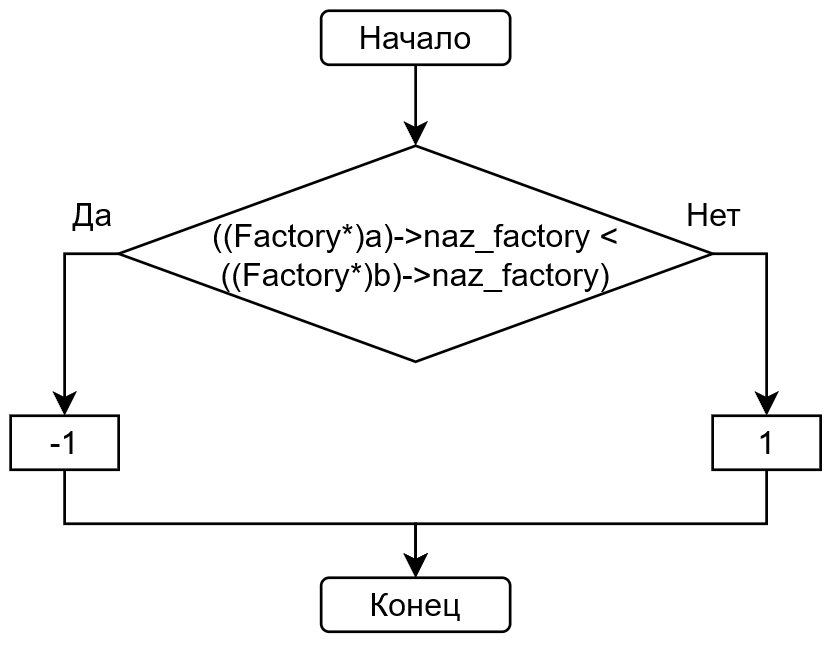 Начало
Да
Нет
((Factory*)a)->naz_factory <
((Factory*)b)->naz_factory)
-1
1
Конец